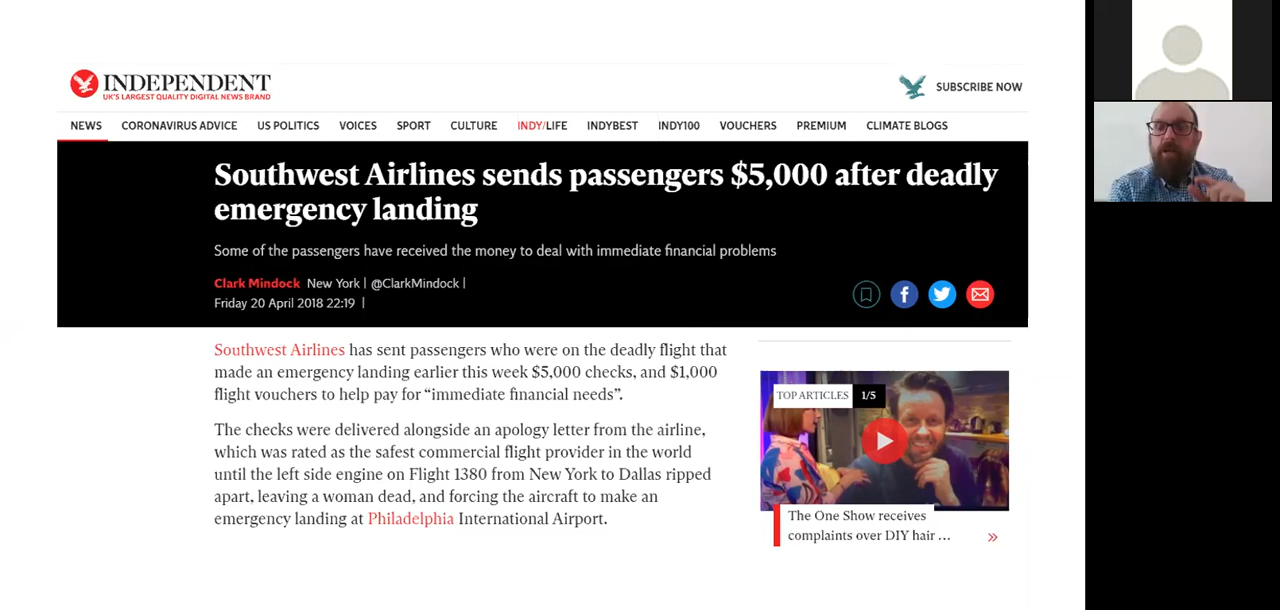 INDEPENDENT
UK'S LARGEST QUALITY DIGITAL NEWS BRAND
SUBSCRIBE NOW
NEWS CORONAVIRUS ADVICE US POLITICS VOICES SPORT CULTURE INDY/LIFE INDYBEST INDY100 VOUCHERS PREMIUM CLIMATE BLOGS
Southwest Airlines sends passengers $5,000 after deadly
emergency landing
Some of the passengers have received the money to deal with immediate financial problems
Clark Mindock New York | @ClarkMindock |
Friday 20 April 2018 22:19 |
Southwest Airlines has sent passengers who were on the deadly flight that
made an emergency landing earlier this week $5,000 checks, and $1,000
flight vouchers to help pay for “immediate financial needs”.
The checks were delivered alongside an apology letter from the airline,
which was rated as the safest commercial flight provider in the world
until the left side engine on Flight 1380 from New York to Dallas ripped
apart, leaving a woman dead, and forcing the aircraft to make an
emergency landing at Philadelphia International Airport.
TOP ARTICLES 1/5
The One Show receives
complaints over DIY hair ...